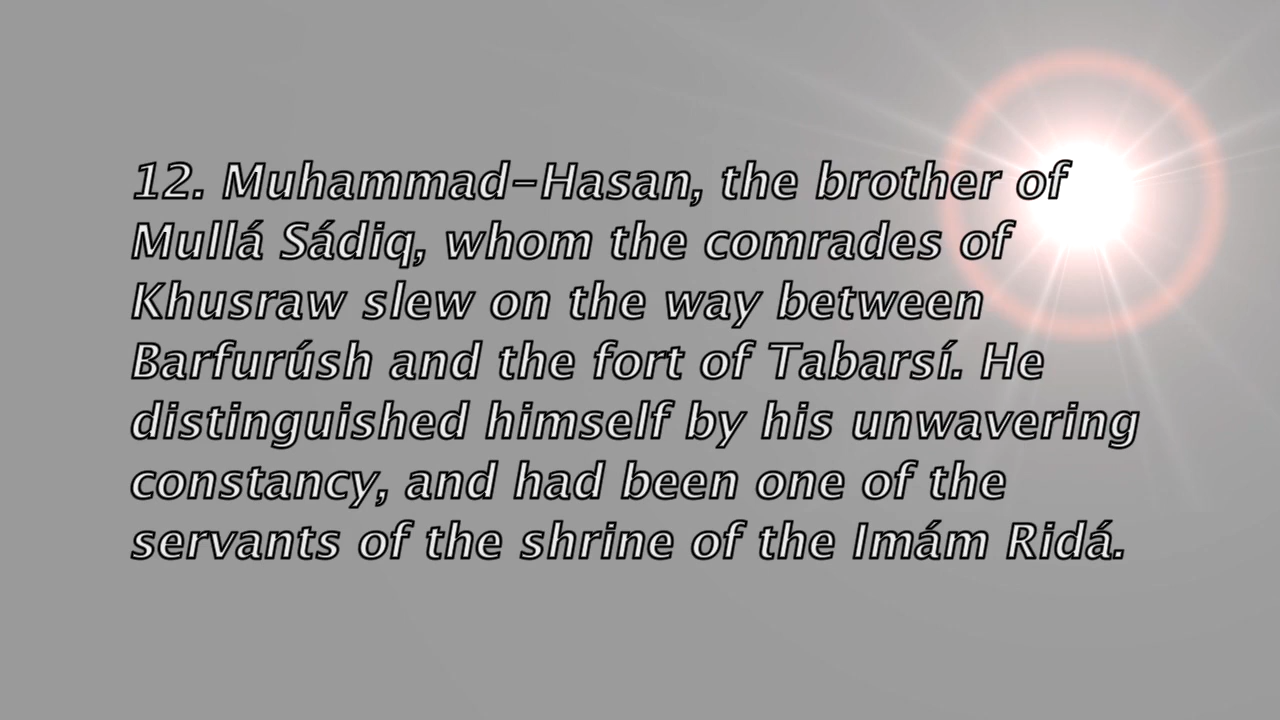 12. Muhammad-Hasan, the brother of
Mullá Sádiq, whom the comrades of
Khusraw slew on the way between
Barfurúsh and the fort of Tabarsí. He
distinguished himself by his unwavering
constancy, and had been one of the
servants of the shrine of the Imám Ridá.